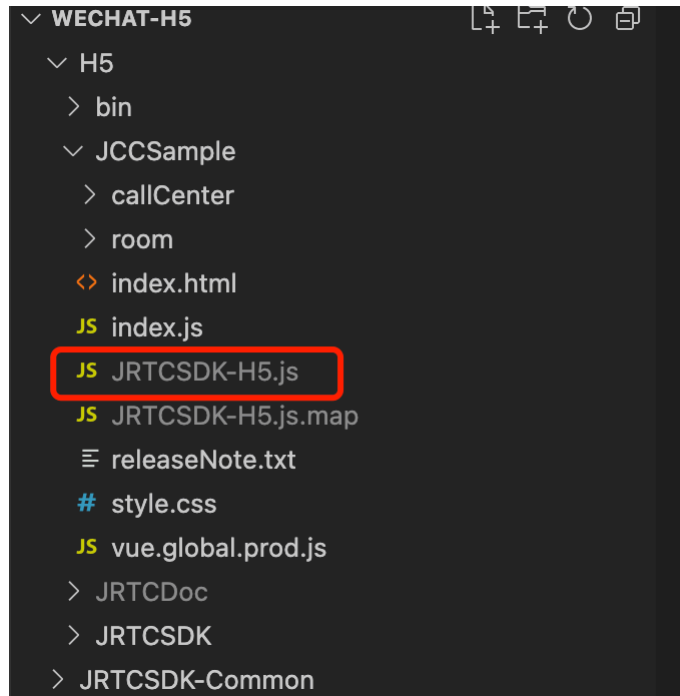 WECHAT-H5
H5
bin
JCCSample
callCenter
room
<> index.html
JS index.js
JS JRTCSDK-H5.js
JS JRTCSDK-H5.js.map
releaseNote.txt
# style.css
JS vue.global.prod.js
JRTCDoc
JRTCSDK
JRTCSDK-Common